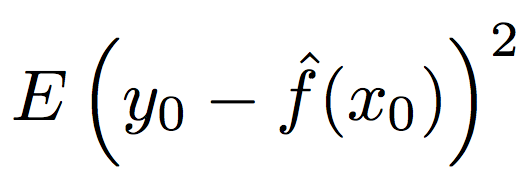 E(y₀ − f̂(x₀))²